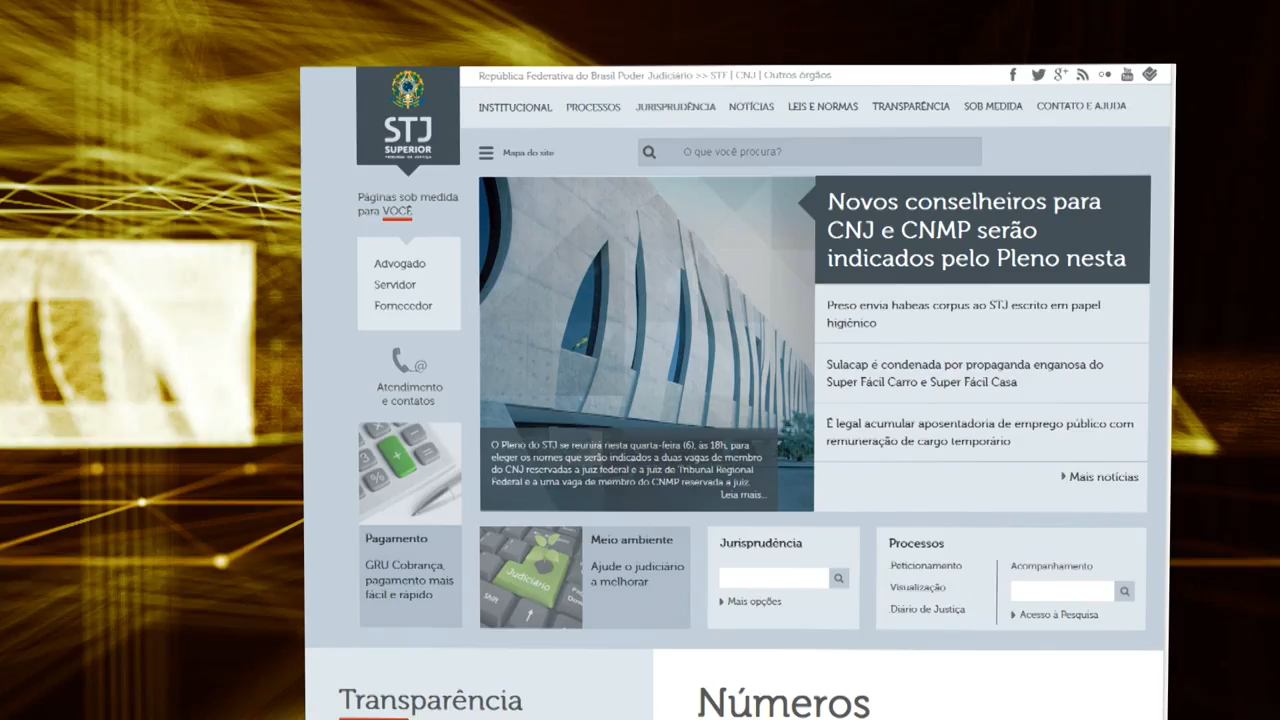 República Federativa do Brasil Poder Judiciário >> STF | CNJ | Outros órgãos
STJ
SUPERIOR
TRIBUNAL DE JUSTIÇA
INSTITUCIONAL PROCESSOS JURISPRUDÊNCIA NOTÍCIAS LEIS E NORMAS TRANSPARÊNCIA SOB MEDIDA CONTATO E AJUDA
Mapa do site
O que você procura?
Páginas sob medida
para VOCÊ
Advogado
Servidor
Fornecedor
@
Atendimento
e contatos
Novos conselheiros para
CNJ e CNMP serão
indicados pelo Pleno nesta
Preso envia habeas corpus ao STJ escrito em papel
higiênico
Sulacap é condenada por propaganda enganosa do
Super Fácil Carro e Super Fácil Casa
É legal acumular aposentadoria de emprego público com
remuneração de cargo temporário
Mais notícias
O Pleno do STJ se reunirá nesta quarta-feira (6), às 18h, para
eleger os nomes que serão indicados a duas vagas de membro
do CNJ reservadas a juiz federal e a juiz de Tribunal Regional
Federal e a uma vaga de membro do CNMP reservada a juiz.
Leia mais...
Pagamento
GRU Cobrança,
pagamento mais
fácil e rápido
Judiciário
Shift
Meio ambiente
Ajude o judiciário
a melhorar
Jurisprudência
Mais opções
Processos
Peticionamento
Visualização
Diário de Justiça
Acompanhamento
Acesso à Pesquisa
Transparência
Números